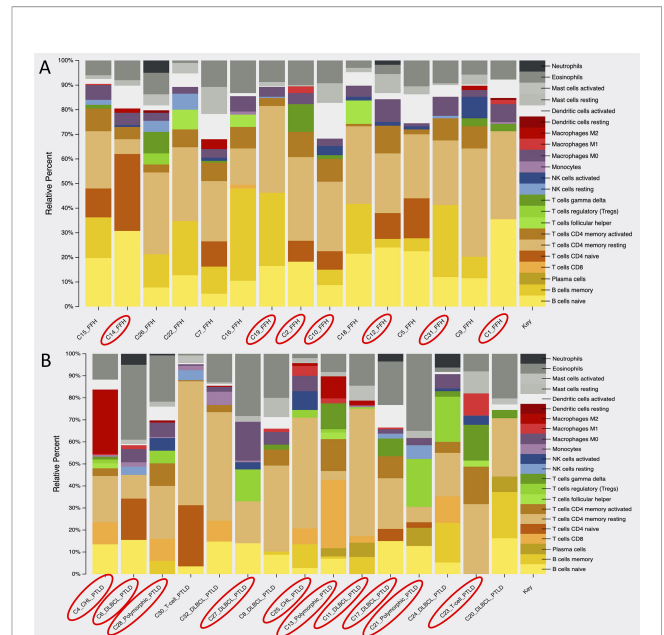 A
100%
90%
80%
70%
60%
50%
40%
30%
20%
10%
0%
Relative Percent
C15_FFH
C14_FFH
C26_FFH
C22_FFH
C7_FFH
C16_FFH
C19_FFH
C2_FFH
C10_FFH
C18_FFH
C12_FFH
C5_FFH
C31_FFH
C9_FFH
C1_FFH
Key
Neutrophils
Eosinophils
Mast cells activated
Mast cells resting
Dendritic cells activated
Dendritic cells resting
Macrophages M2
Macrophages M1
Macrophages M0
Monocytes
NK cells activated
NK cells resting
T cells gamma delta
T cells regulatory (Tregs)
T cells follicular helper
T cells CD4 memory activated
T cells CD4 memory resting
T cells CD4 naive
T cells CD8
Plasma cells
B cells memory
B cells naive
B
100%
90%
80%
70%
60%
50%
40%
30%
20%
10%
0%
Relative Percent
C4_CHL_PTLD
C6_DLBCL_PTLD
C28_Polymorphic_PTLD
C30_T-cell_PTLD
C32_DLBCL_PTLD
C27_DLBCL_PTLD
C8_DLBCL_PTLD
C25_CHL_PTLD
C13_Polymorphic_PTLD
C11_DLBCL_PTLD
C17_DLBCL_PTLD
C21_Polymorphic_PTLD
C24_DLBCL_PTLD
C23_T-cell_PTLD
C20_DLBCL_PTLD
Key
Neutrophils
Eosinophils
Mast cells activated
Mast cells resting
Dendritic cells activated
Dendritic cells resting
Macrophages M2
Macrophages M1
Macrophages M0
Monocytes
NK cells activated
NK cells resting
T cells gamma delta
T cells regulatory (Tregs)
T cells follicular helper
T cells CD4 memory activated
T cells CD4 memory resting
T cells CD4 naive
T cells CD8
Plasma cells
B cells memory
B cells naive